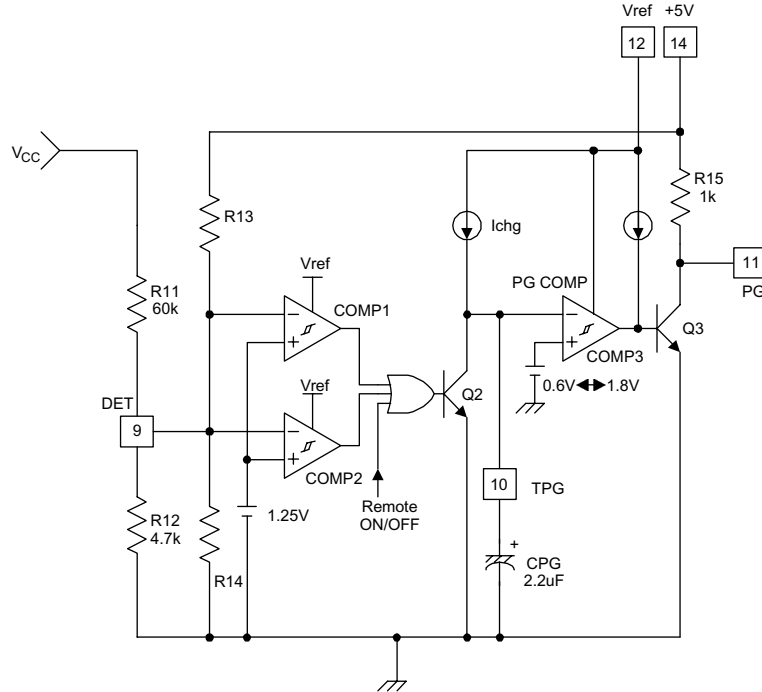 Vref +5V
12 14
VCC
R15
1k
R13
Ichg
Vref
11
PG
R11
60k
COMP1
PG COMP
Q3
COMP3
Vref
0.6V 1.8V
DET
Q2
9
COMP2
10 TPG
Remote
ON/OFF
1.25V
R12
4.7k
+
CPG
2.2uF
R14